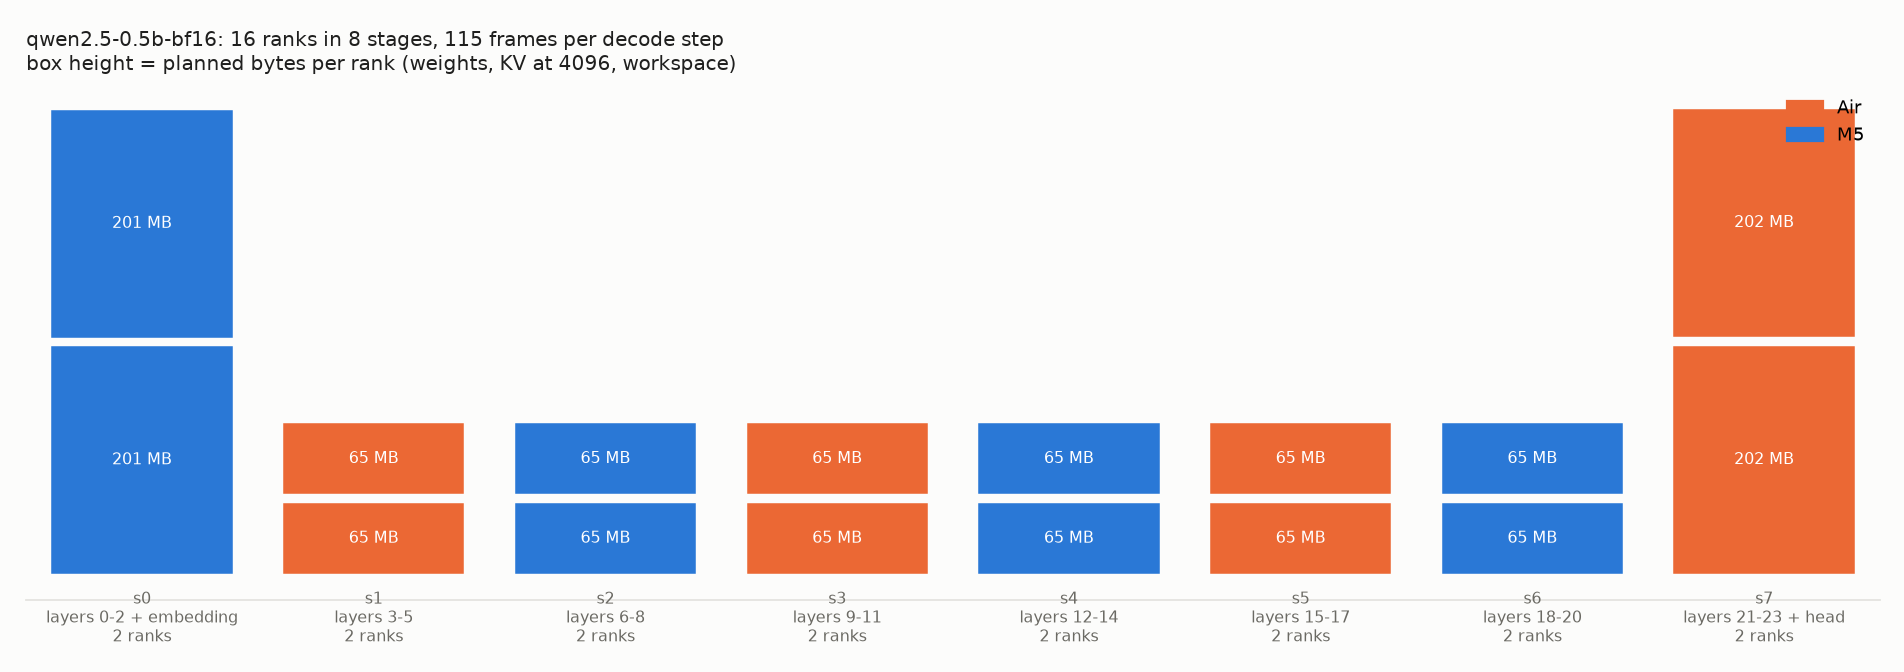 qwen2.5-0.5b-bf16: 16 ranks in 8 stages, 115 frames per decode step
box height = planned bytes per rank (weights, KV at 4096, workspace)
Air
M5
201 MB
202 MB
201 MB
65 MB
65 MB
65 MB
65 MB
65 MB
65 MB
202 MB
65 MB
65 MB
65 MB
65 MB
65 MB
65 MB
s0
layers 0-2 + embedding
2 ranks
s1
layers 3-5
2 ranks
s2
layers 6-8
2 ranks
s3
layers 9-11
2 ranks
s4
layers 12-14
2 ranks
s5
layers 15-17
2 ranks
s6
layers 18-20
2 ranks
s7
layers 21-23 + head
2 ranks